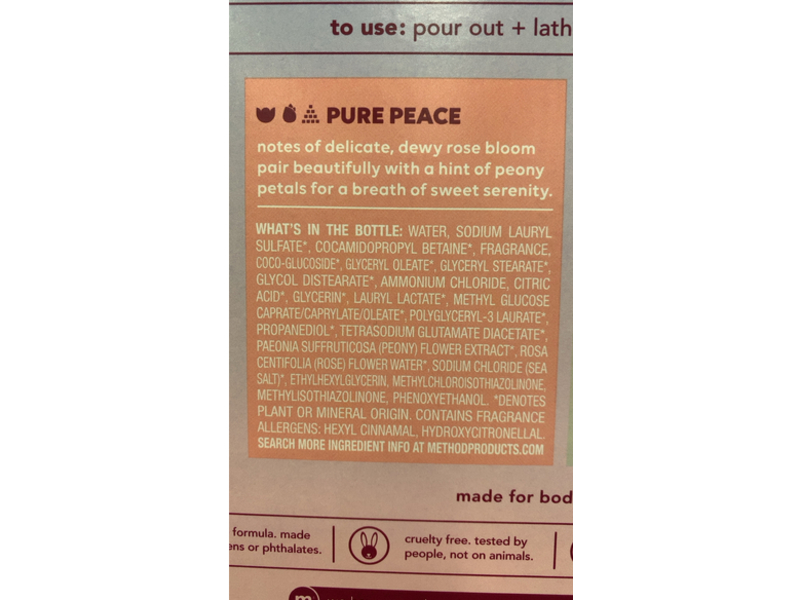 to use: pour out + lath
PURE PEACE
notes of delicate, dewy rose bloom
pair beautifully with a hint of peony
petals for a breath of sweet serenity.
WHAT'S IN THE BOTTLE: WATER, SODIUM LAURYL
SULFATE*, COCAMIDOPROPYL BETAINE*, FRAGRANCE,
COCO-GLUCOSIDE*, GLYCERYL OLEATE*, GLYCERYL STEARATE*,
GLYCOL DISTEARATE*, AMMONIUM CHLORIDE, CITRIC
ACID*, GLYCERIN*, LAURYL LACTATE*, METHYL GLUCOSE
CAPRATE/CAPRYLATE/OLEATE*, POLYGLYCERYL-3 LAURATE*,
PROPANEDIOL*, TETRASODIUM GLUTAMATE DIACETATE*,
PAEONIA SUFFRUTICOSA (PEONY) FLOWER EXTRACT*, ROSA
CENTIFOLIA (ROSE) FLOWER WATER*, SODIUM CHLORIDE (SEA
SALT)*, ETHYLHEXYLGLYCERIN, METHYLCHLOROISOTHIAZOLINONE,
METHYLISOTHIAZOLINONE, PHENOXYETHANOL. *DENOTES
PLANT OR MINERAL ORIGIN. CONTAINS FRAGRANCE
ALLERGENS: HEXYL CINNAMAL, HYDROXYCITRONELLAL.
SEARCH MORE INGREDIENT INFO AT METHODPRODUCTS.COM
made for bod
formula. made
ens or phthalates.
cruelty free. tested by
people, not on animals.
m